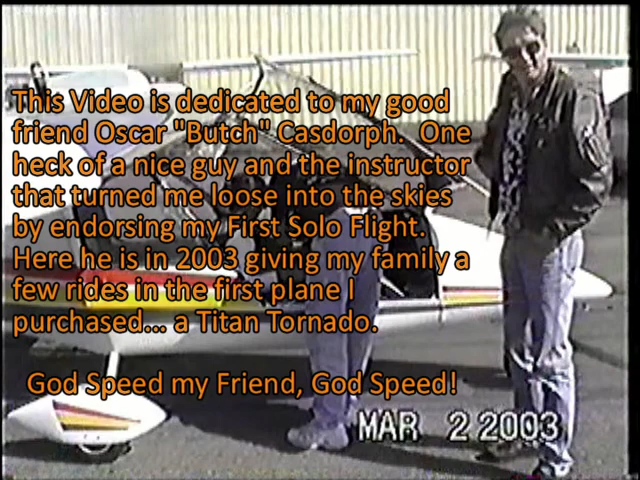 This Video is dedicated to my good
friend Oscar "Butch" Casdorph.  One
heck of a nice guy and the instructor
that turned me loose into the skies
by endorsing my First Solo Flight.
Here he is in 2003 giving my family a
few rides in the first plane I
purchased... a Titan Tornado.
God Speed my Friend, God Speed!
MAR 2 2003